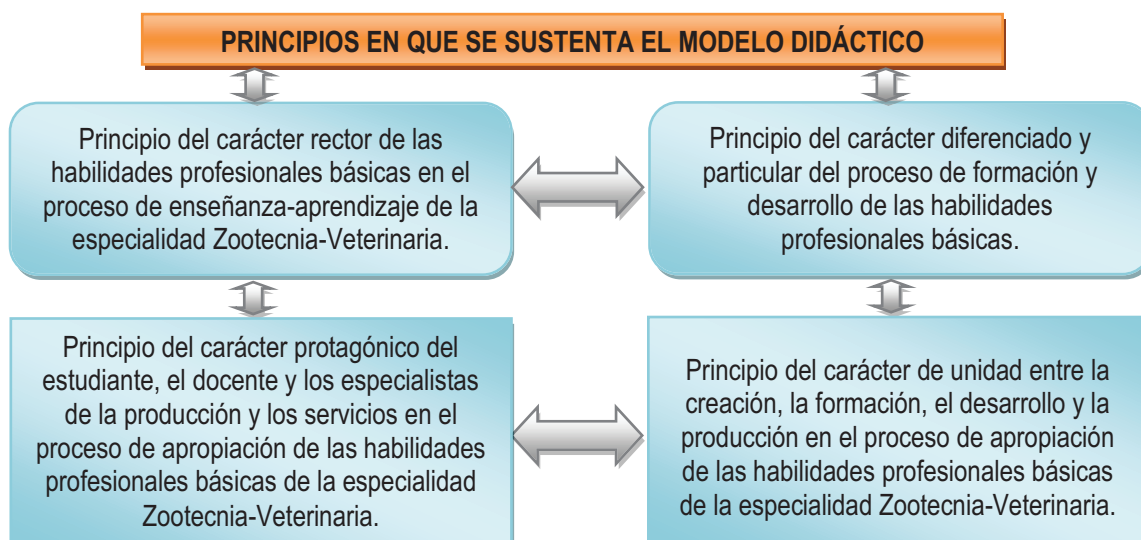 PRINCIPIOS EN QUE SE SUSTENTA EL MODELO DIDÁCTICO
Principio del carácter rector de las
habilidades profesionales básicas en el
proceso de enseñanza-aprendizaje de la
especialidad Zootecnia-Veterinaria.
Principio del carácter diferenciado y
particular del proceso de formación y
desarrollo de las habilidades
profesionales básicas.
Principio del carácter protagónico del
estudiante, el docente y los especialistas
de la producción y los servicios en el
proceso de apropiación de las habilidades
profesionales básicas de la especialidad
Zootecnia-Veterinaria.
Principio del carácter de unidad entre la
creación, la formación, el desarrollo y la
producción en el proceso de apropiación
de las habilidades profesionales básicas
de la especialidad Zootecnia-Veterinaria.